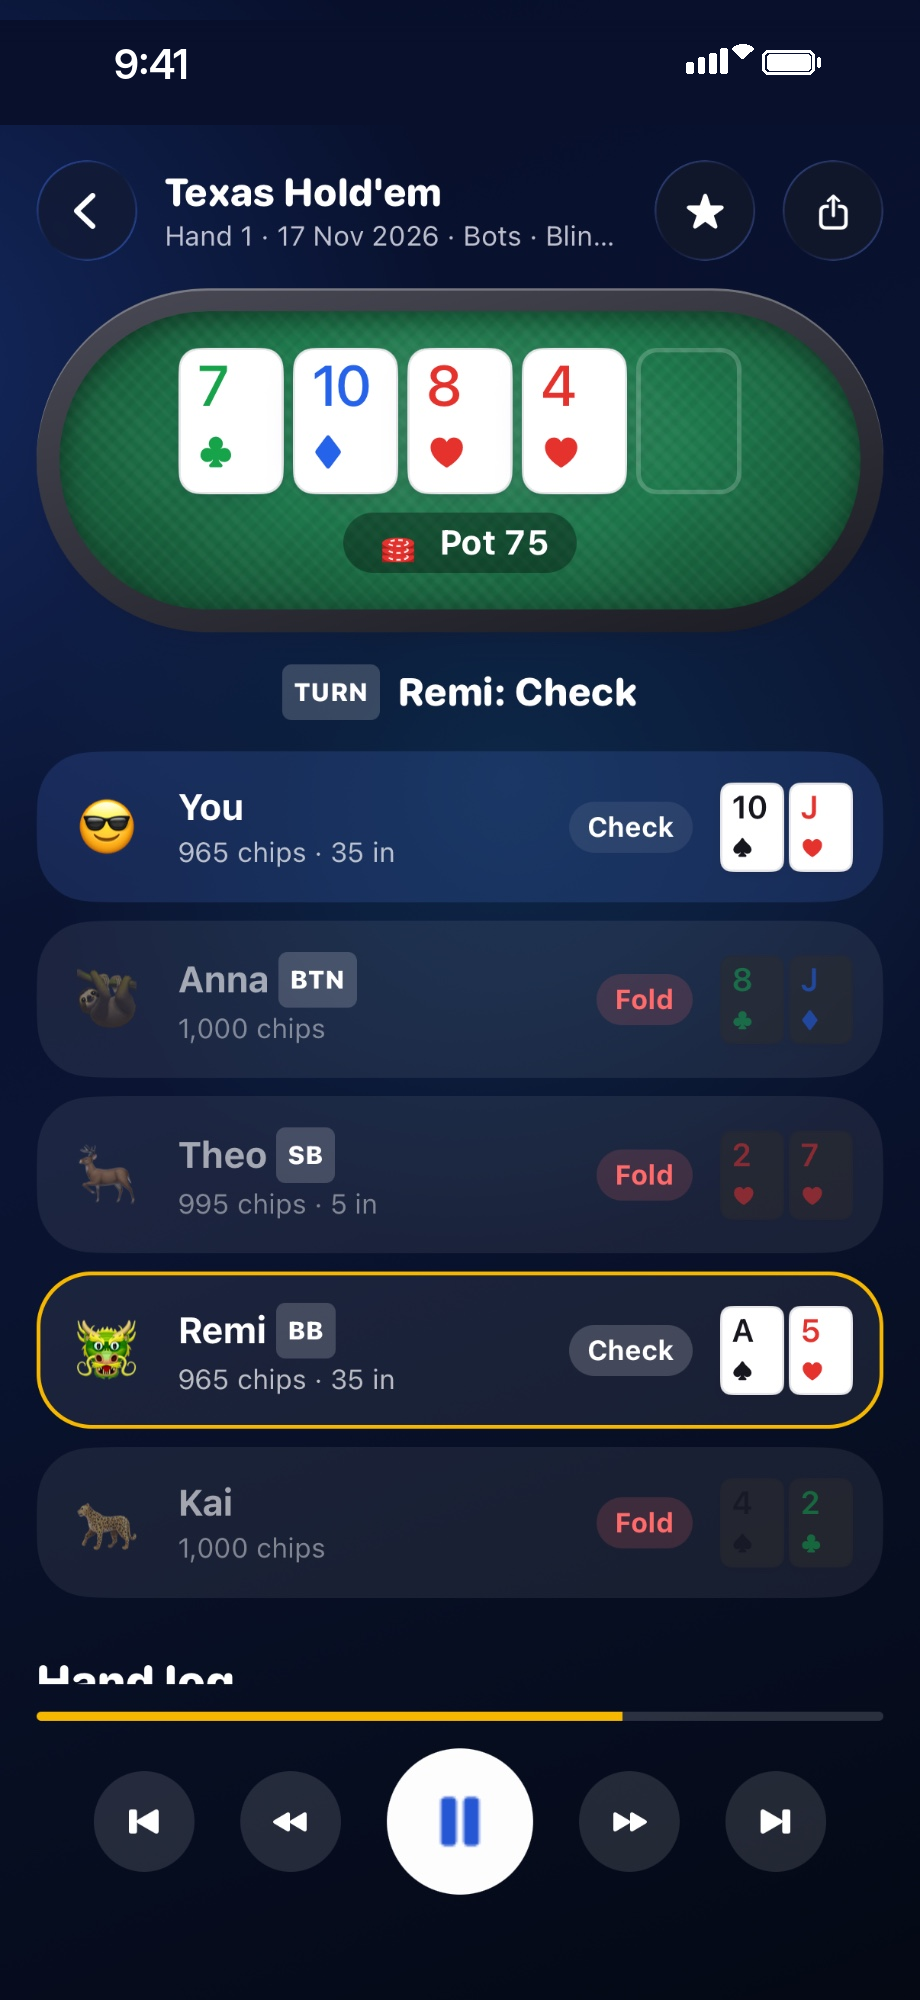 9:41
Texas Hold'em
Hand 1 · 17 Nov 2026 · Bots · Blin...
7 10 8 4
Pot 75
TURN Remi: Check
You
965 chips · 35 in
Check
10 J
Anna BTN
1,000 chips
Fold
8 J
Theo SB
995 chips · 5 in
Fold
2 7
Remi BB
965 chips · 35 in
Check
A 5
Kai
1,000 chips
Fold
4 2
Hand log